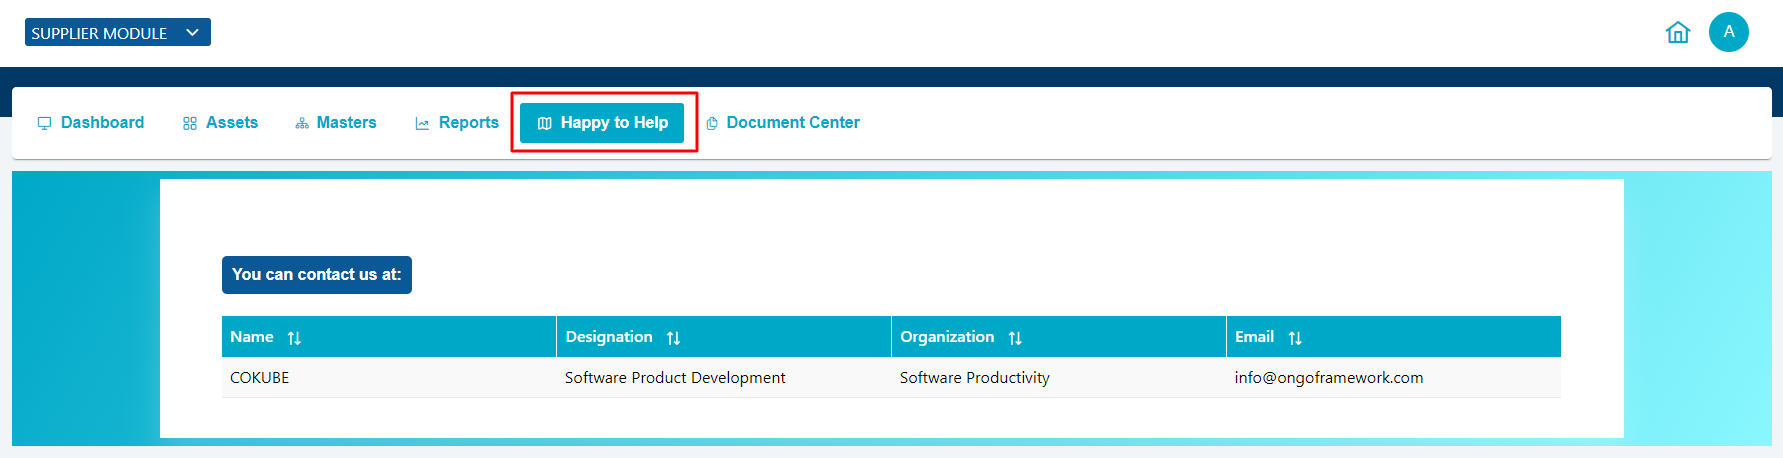 SUPPLIER MODULE
A
Dashboard Assets Masters Reports Happy to Help Document Center
You can contact us at:
Name Designation Organization Email
COKUBE Software Product Development Software Productivity info@ongoframework.com